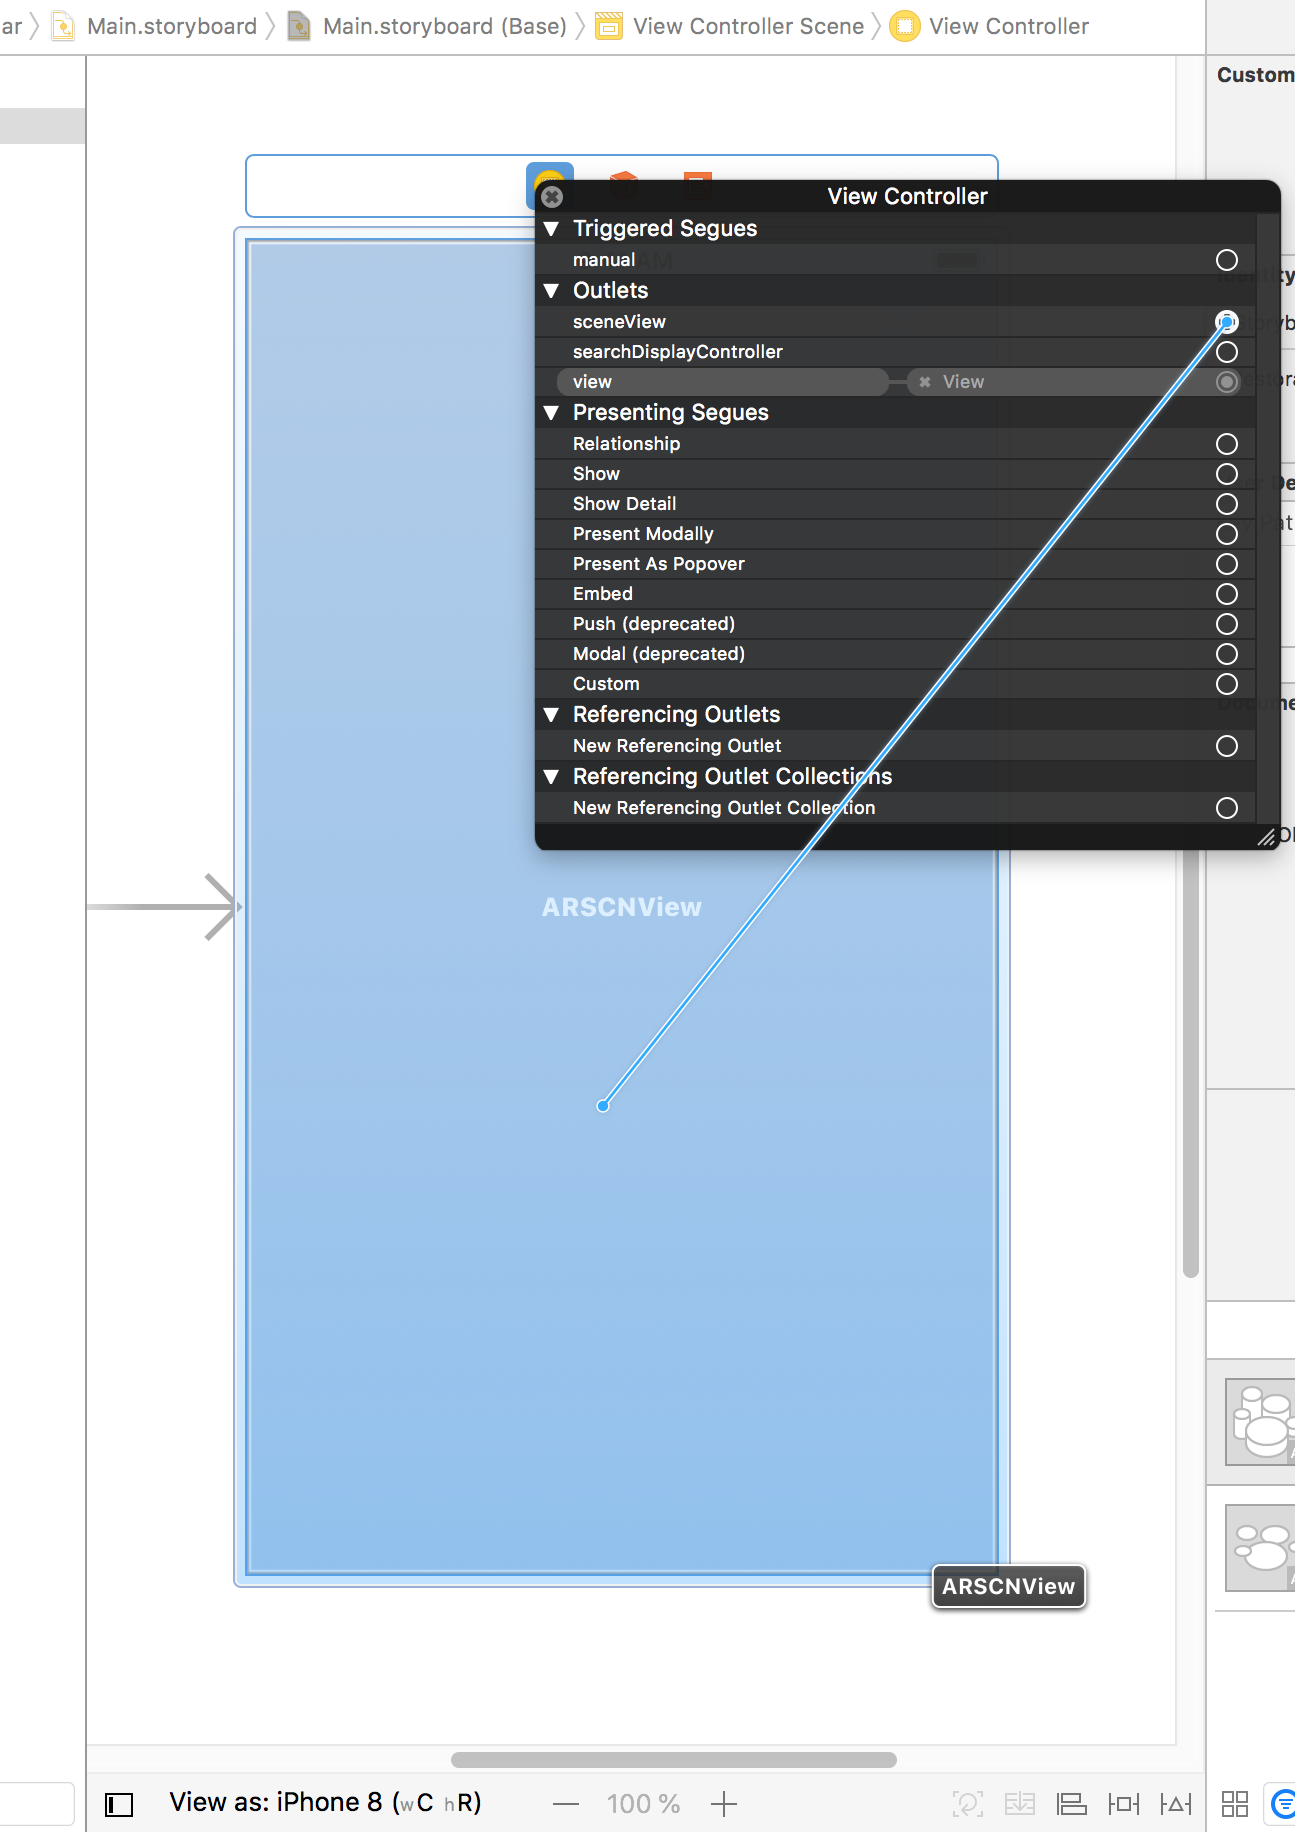 ar Main.storyboard Main.storyboard (Base) View Controller Scene View Controller
Custom
View Controller
Triggered Segues
manual
Outlets
sceneView
searchDisplayController
view View
Presenting Segues
Relationship
Show
Show Detail
Present Modally
Present As Popover
Embed
Push (deprecated)
Modal (deprecated)
Custom
Referencing Outlets
New Referencing Outlet
Referencing Outlet Collections
New Referencing Outlet Collection
ARSCNView
ARSCNView
View as: iPhone 8 (wC hR) 100 %